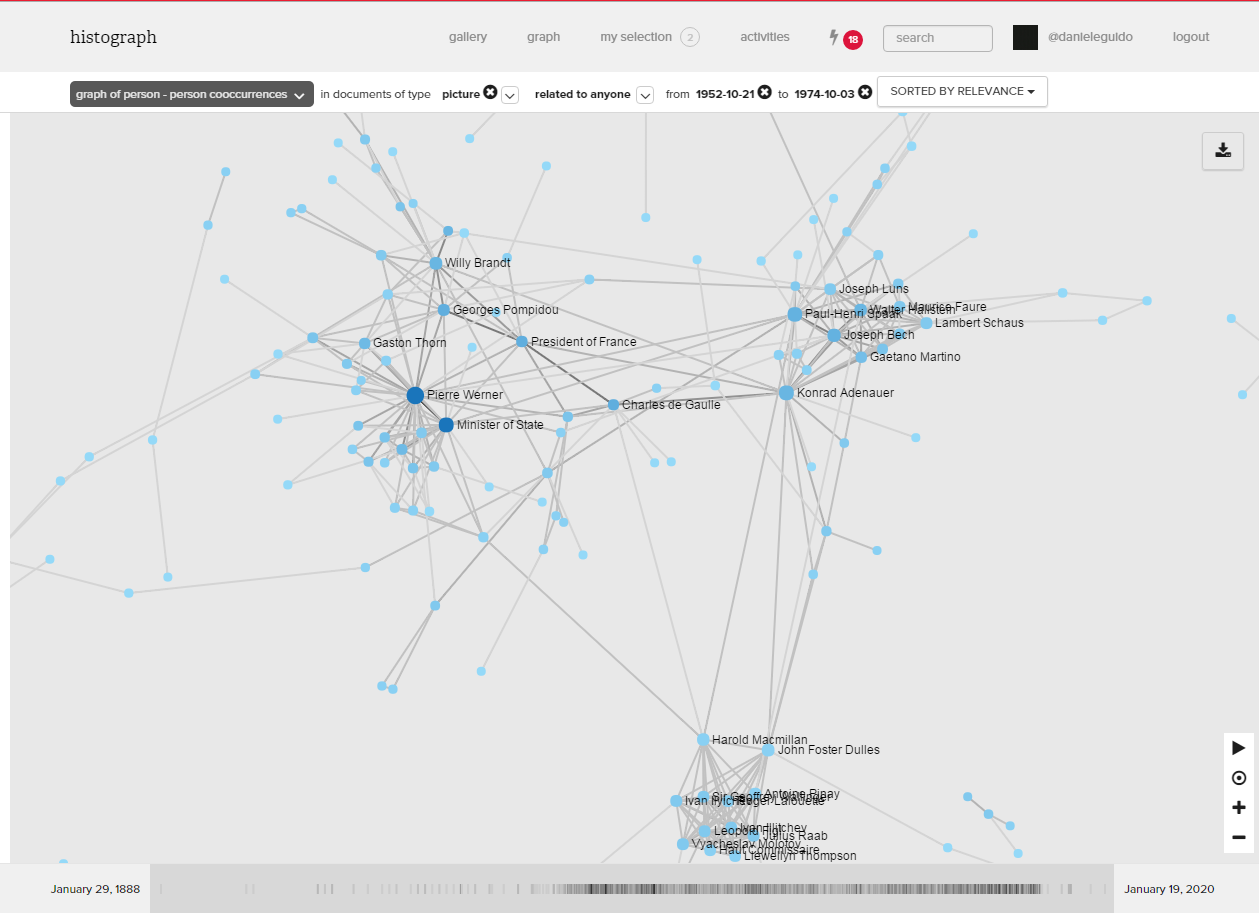 histograph
gallery
graph
my selection 2
activities
18
search
@danieleguido
logout
graph of person - person cooccurrences
in documents of type picture
related to anyone
from 1952-10-21 to 1974-10-03
SORTED BY RELEVANCE
Willy Brandt
Georges Pompidou
Gaston Thorn
President of France
Pierre Werner
Minister of State
Charles de Gaulle
Joseph Luns
Maurice Faure
Walter Hallstein
Paul-Henri Spaak
Lambert Schaus
Joseph Bech
Gaetano Martino
Konrad Adenauer
Harold Macmillan
John Foster Dulles
Antoine Pinay
Sir Geoffrey
Ivan
Lalouette
Leopold Figl
Julius Raab
Vyacheslav Molotov
Haut Commissaire...
Llewellyn Thompson
January 29, 1888
January 19, 2020